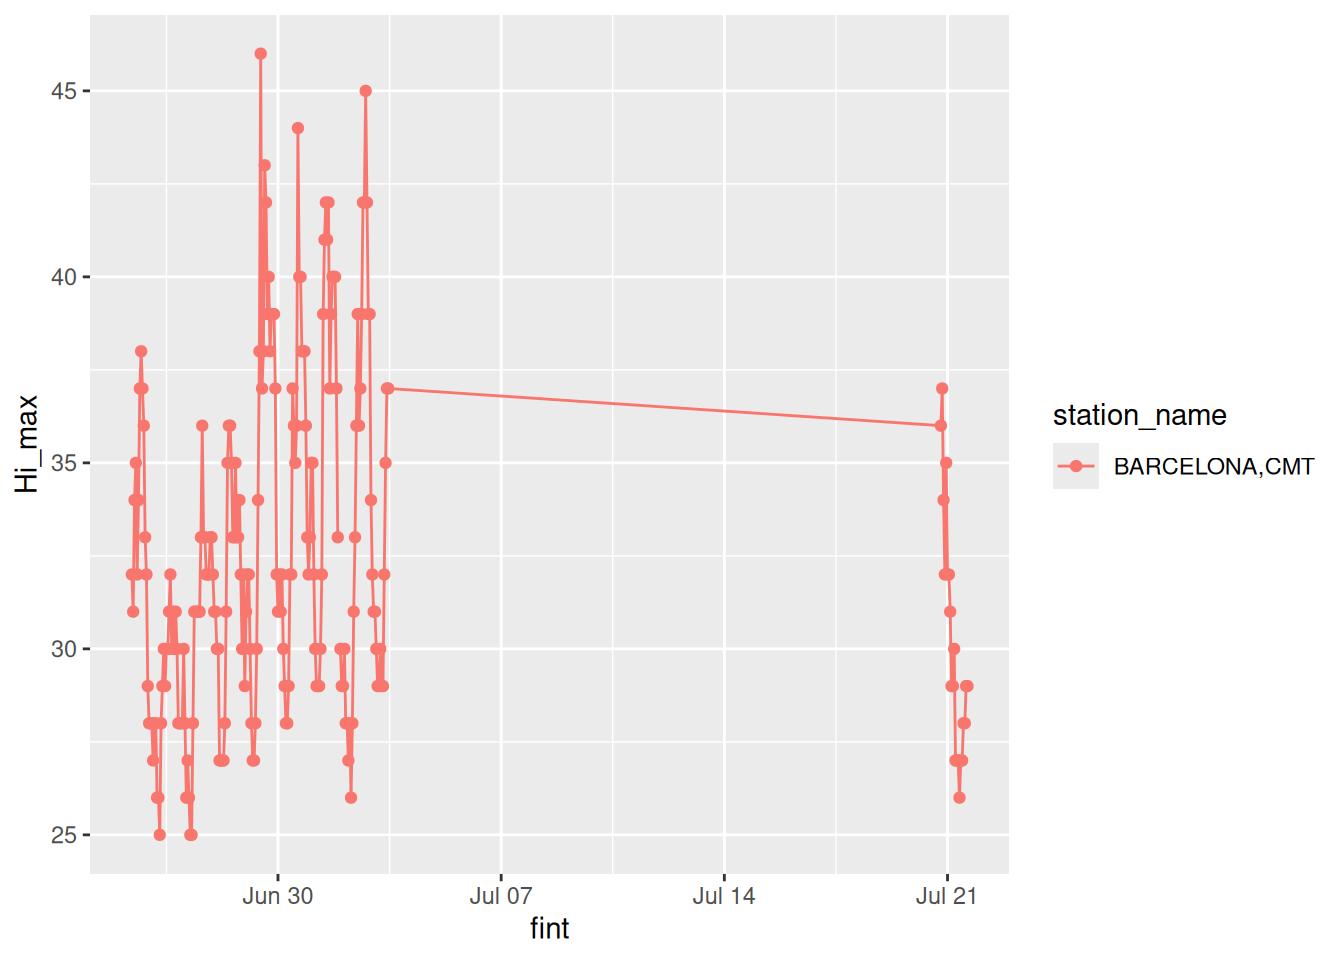 45
40
35
30
25
Hi_max
Jun 30
Jul 07
Jul 14
Jul 21
fint
station_name
BARCELONA,CMT